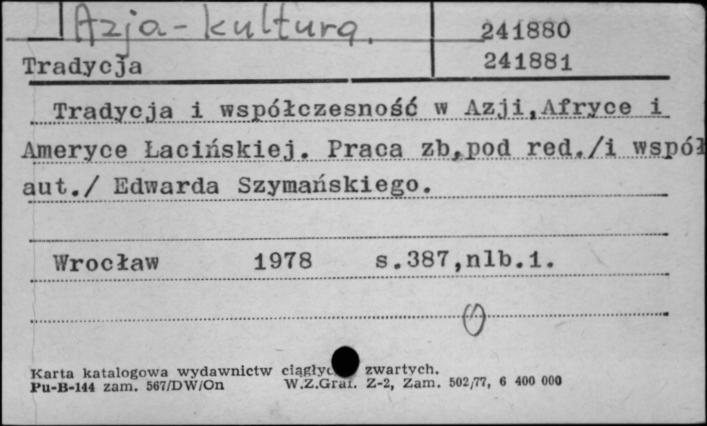 Azja - kultura.
241880
Tradycja
241881
Tradycja i współczesność w Azji,Afryce i
Ameryce Łacińskiej. Praca zb,pod red./i współ
aut./ Edwarda Szymańskiego.
Wrocław 1978 s.387,nlb.1.
Karta katalogowa wydawnictw zwartych.
Pu-B-144 zam. 567/DW/On W.Z.Graf. Z-2, Zam. 502/77, 6 400 000